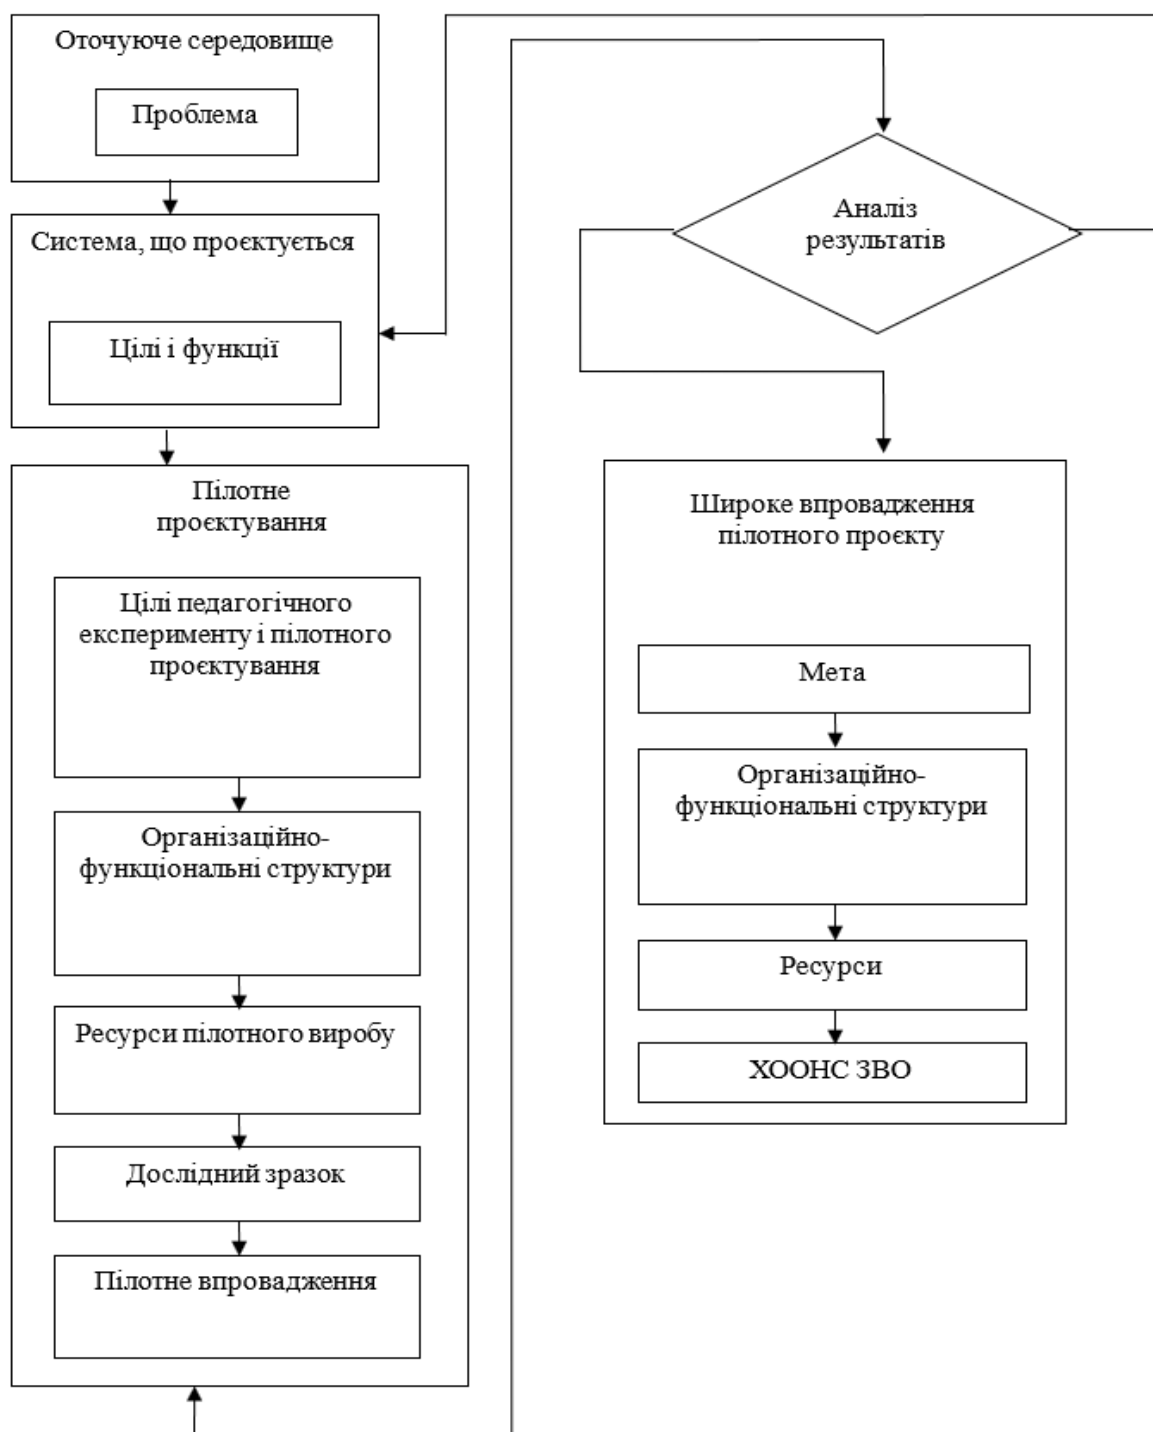 Оточуюче середовище
Проблема
Система, що проєктується
Цілі і функції
Пілотне
проєктування
Цілі педагогічного
експерименту і пілотного
проєктування
Організаційно-
функціональні структури
Ресурси пілотного виробу
Дослідний зразок
Пілотне впровадження
Аналіз
результатів
Широке впровадження
пілотного проєкту
Мета
Організаційно-
функціональні структури
Ресурси
ХООНС ЗВО